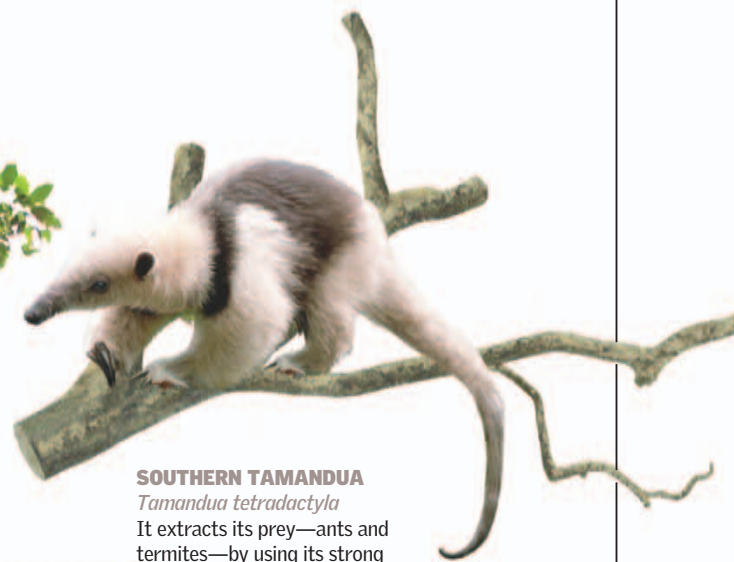 SOUTHERN TAMANDUA
Tamandua tetradactyla
It extracts its prey—ants and
termites—by using its strong